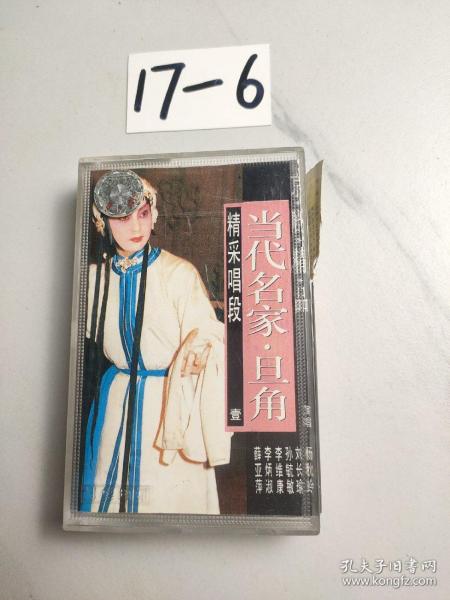 17-6
当代名家·旦角
精采唱段
壹
演唱
杨秋玲
刘长瑜
孙毓敏
李维康
李炳淑
薛亚萍
孔夫子旧书网
www.kongfz.com